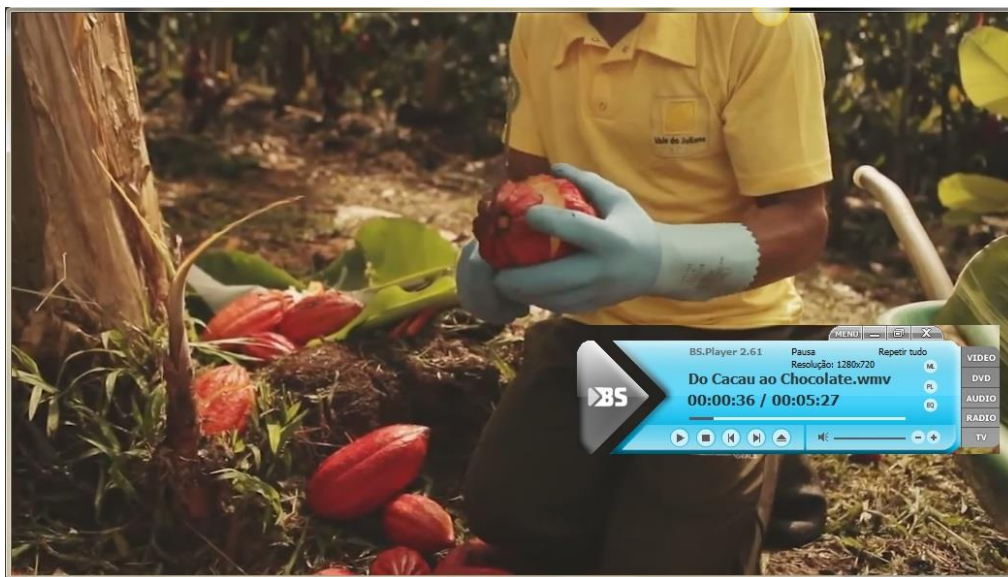 Vale do Juliana
MENU
BS.Player 2.61
Pausa
Repetir tudo
Resolução: 1280x720
ML
Do Cacau ao Chocolate.wmv
PL
00:00:36 / 00:05:27
EQ
BS
VIDEO
DVD
AUDIO
RADIO
TV